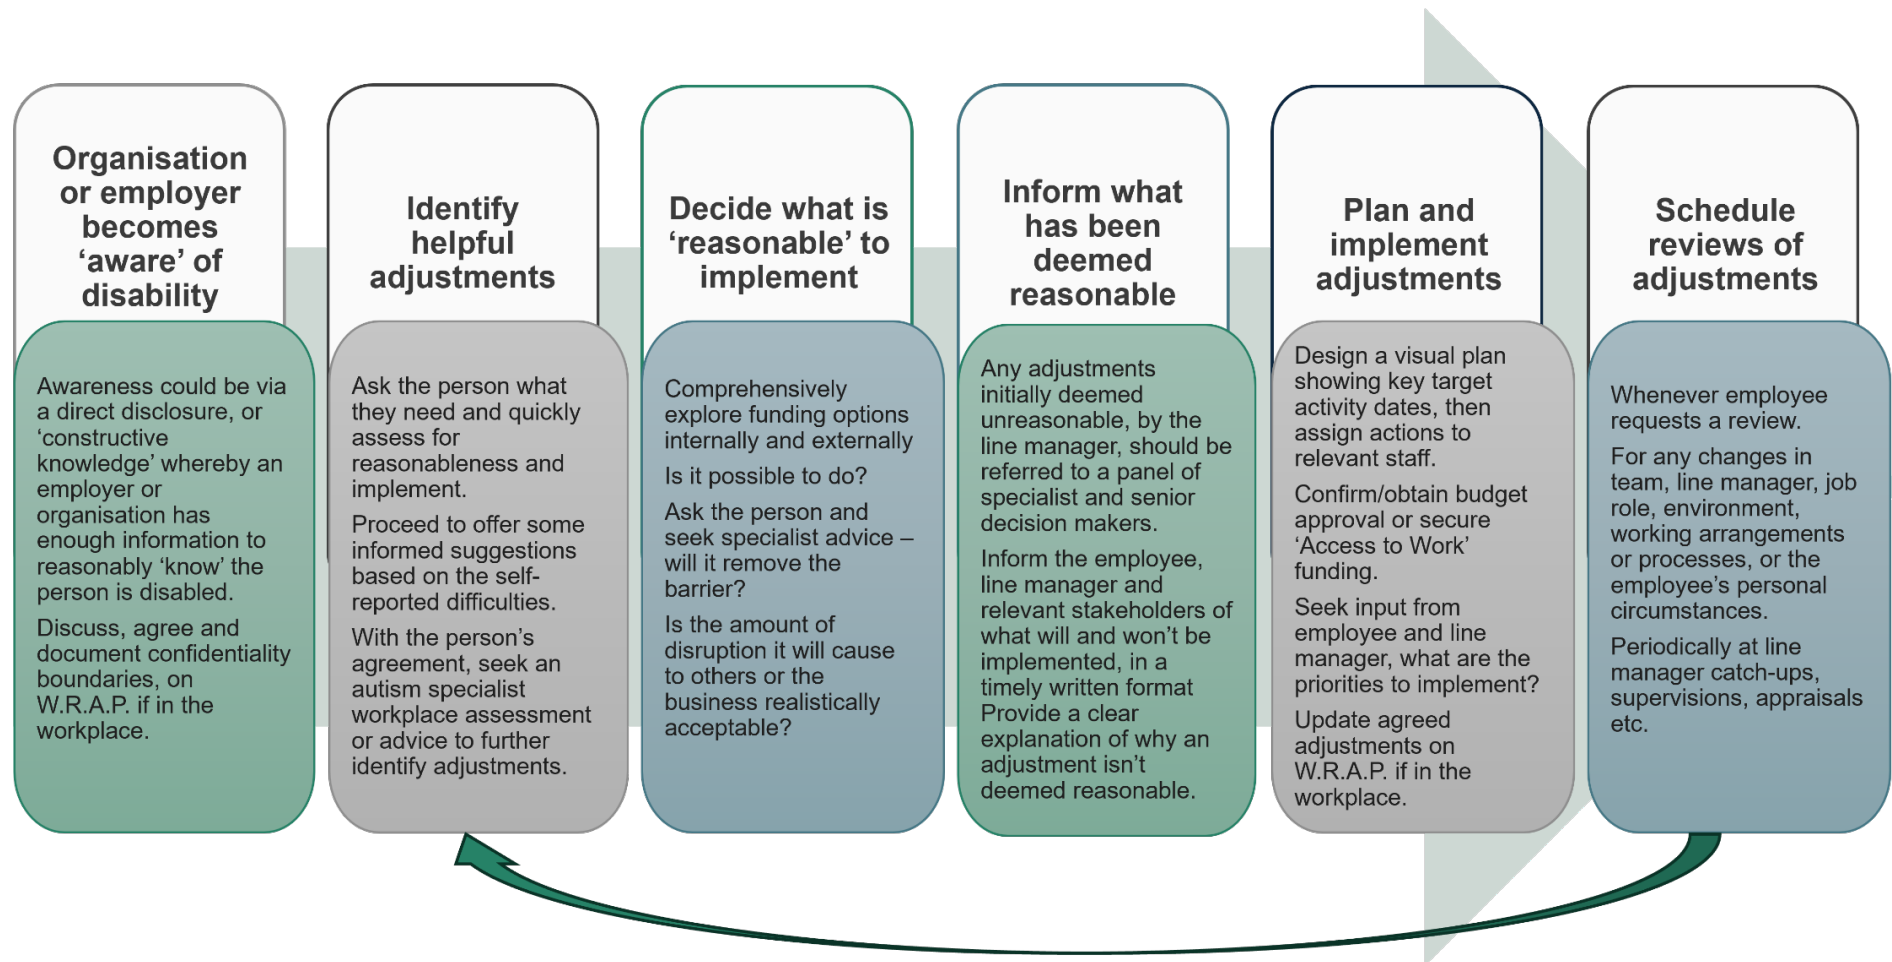 Organisation
or employer
becomes
‘aware’ of
disability
Awareness could be via
a direct disclosure, or
‘constructive
knowledge’ whereby an
employer or
organisation has
enough information to
reasonably ‘know’ the
person is disabled.
Discuss, agree and
document confidentiality
boundaries, on
W.R.A.P. if in the
workplace.
Identify
helpful
adjustments
Ask the person what
they need and quickly
assess for
reasonableness and
implement.
Proceed to offer some
informed suggestions
based on the self-
reported difficulties.
With the person’s
agreement, seek an
autism specialist
workplace assessment
or advice to further
identify adjustments.
Decide what is
‘reasonable’ to
implement
Comprehensively
explore funding options
internally and externally
Is it possible to do?
Ask the person and
seek specialist advice –
will it remove the
barrier?
Is the amount of
disruption it will cause
to others or the
business realistically
acceptable?
Inform what
has been
deemed
reasonable
Any adjustments
initially deemed
unreasonable, by the
line manager, should be
referred to a panel of
specialist and senior
decision makers.
Inform the employee,
line manager and
relevant stakeholders of
what will and won’t be
implemented, in a
timely written format
Provide a clear
explanation of why an
adjustment isn’t
deemed reasonable.
Plan and
implement
adjustments
Design a visual plan
showing key target
activity dates, then
assign actions to
relevant staff.
Confirm/obtain budget
approval or secure
‘Access to Work’
funding.
Seek input from
employee and line
manager, what are the
priorities to implement?
Update agreed
adjustments on
W.R.A.P. if in the
workplace.
Schedule
reviews of
adjustments
Whenever employee
requests a review.
For any changes in
team, line manager, job
role, environment,
working arrangements
or processes, or the
employee’s personal
circumstances.
Periodically at line
manager catch-ups,
supervisions, appraisals
etc.